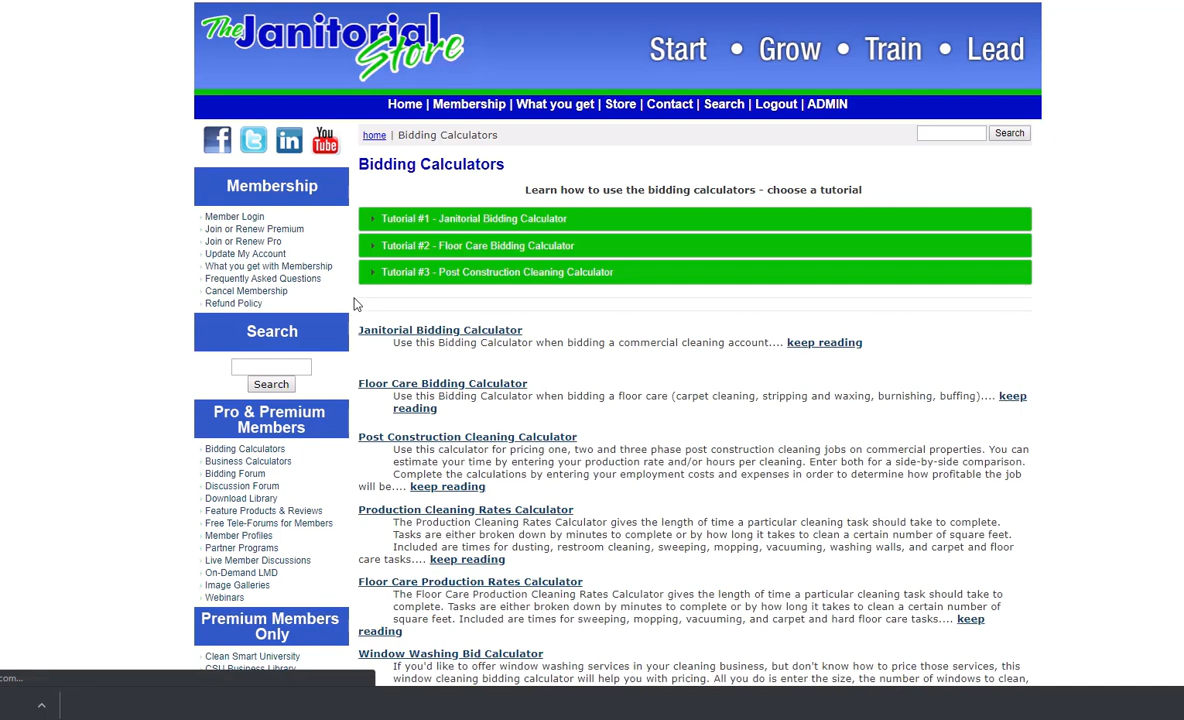 The Janitorial Store
Start • Grow • Train • Lead
Home | Membership | What you get | Store | Contact | Search | Logout | ADMIN
You Tube
home | Bidding Calculators
Search
Bidding Calculators
Learn how to use the bidding calculators - choose a tutorial
Tutorial #1 - Janitorial Bidding Calculator
Tutorial #2 - Floor Care Bidding Calculator
Tutorial #3 - Post Construction Cleaning Calculator
Membership
Member Login
Join or Renew Premium
Join or Renew Pro
Update My Account
What you get with Membership
Frequently Asked Questions
Cancel Membership
Refund Policy
Search
Search
Pro & Premium
Members
Bidding Calculators
Business Calculators
Bidding Forum
Discussion Forum
Download Library
Feature Products & Reviews
Free Tele-Forums for Members
Member Profiles
Partner Programs
Live Member Discussions
On-Demand LMD
Image Galleries
Webinars
Premium Members
Only
Clean Smart University
CSU Business Library
Janitorial Bidding Calculator
Use this Bidding Calculator when bidding a commercial cleaning account.... keep reading
Floor Care Bidding Calculator
Use this Bidding Calculator when bidding a floor care (carpet cleaning, stripping and waxing, burnishing, buffing).... keep
reading
Post Construction Cleaning Calculator
Use this calculator for pricing one, two and three phase post construction cleaning jobs on commercial properties. You can
estimate your time by entering your production rate and/or hours per cleaning. Enter both for a side-by-side comparison.
Complete the calculations by entering your employment costs and expenses in order to determine how profitable the job
will be.... keep reading
Production Cleaning Rates Calculator
The Production Cleaning Rates Calculator gives the length of time a particular cleaning task should take to complete.
Tasks are either broken down by minutes to complete or by how long it takes to clean a certain number of square feet.
Included are times for dusting, restroom cleaning, sweeping, mopping, vacuuming, washing walls, and carpet and floor
care tasks.... keep reading
Floor Care Production Rates Calculator
The Floor Care Production Rates Calculator gives the length of time a particular cleaning task should take to
complete. Tasks are either broken down by minutes to complete or by how long it takes to clean a certain number of
square feet. Included are times for sweeping, mopping, vacuuming, and carpet and hard floor care tasks.... keep
reading
Window Washing Bid Calculator
If you'd like to offer window washing services in your cleaning business, but don't know how to price those services, this
window cleaning bidding calculator will help you with pricing. All you do is enter the size, the number of windows to clean,
com...